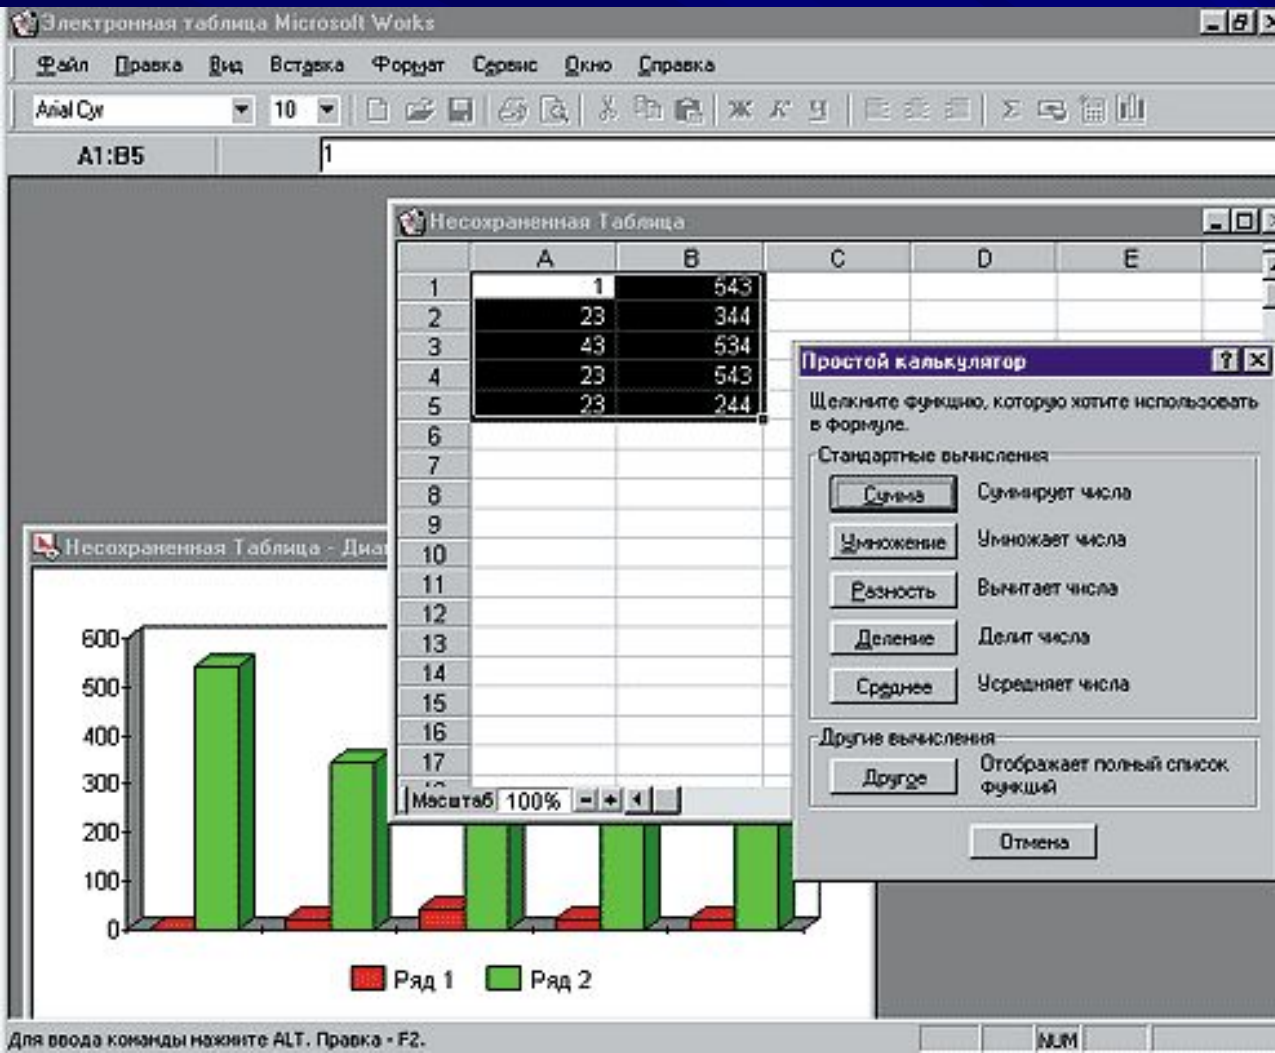 Электронная таблица Microsoft Works
Файл Правка Вид Вставка Формат Сервис Окно Справка
Arial Cyr 10 Ж К Ч Σ
A1:B5 1
Несохраненная Таблица
A B C D E
1 1 543
2 23 344
3 43 534
4 23 543
5 23 244
6
7
8
9
10
11
12
13
14
15
16
17
Масштаб 100%
Простой калькулятор
Щелкните функцию, которую хотите использовать
в формуле.
Стандартные вычисления
Сумма Суммирует числа
Умножение Умножает числа
Разность Вычитает числа
Деление Делит числа
Среднее Усредняет числа
Другие вычисления
Другое Отображает полный список
функций
Отмена
Несохраненная Таблица -
600
500
400
300
200
100
0
Ряд 1 Ряд 2
Для ввода команды нажмите ALT. Правка - F2.
NUM